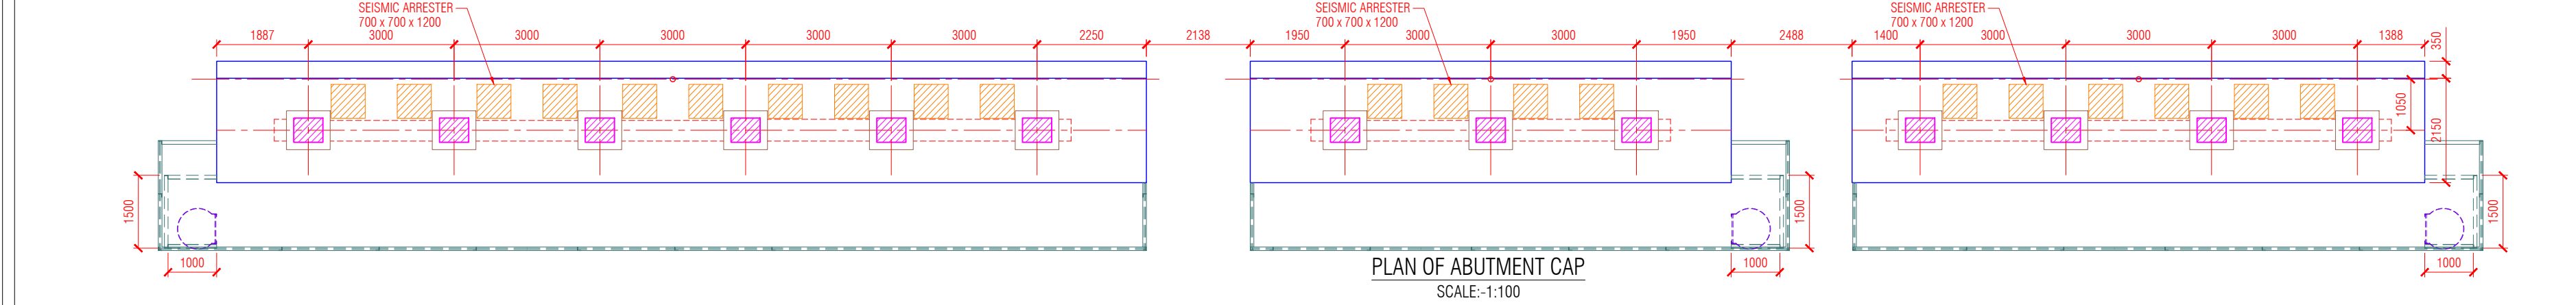 SEISMIC ARRESTER
700 x 700 x 1200
SEISMIC ARRESTER
700 x 700 x 1200
SEISMIC ARRESTER
700 x 700 x 1200
1887 3000 3000 3000 3000 3000 2250 2138 1950 3000 3000 1950 2488 1400 3000 3000 3000 1388
350
1050
2150
1500
1500
1500
1000
1000
1000
PLAN OF ABUTMENT CAP
SCALE:-1:100